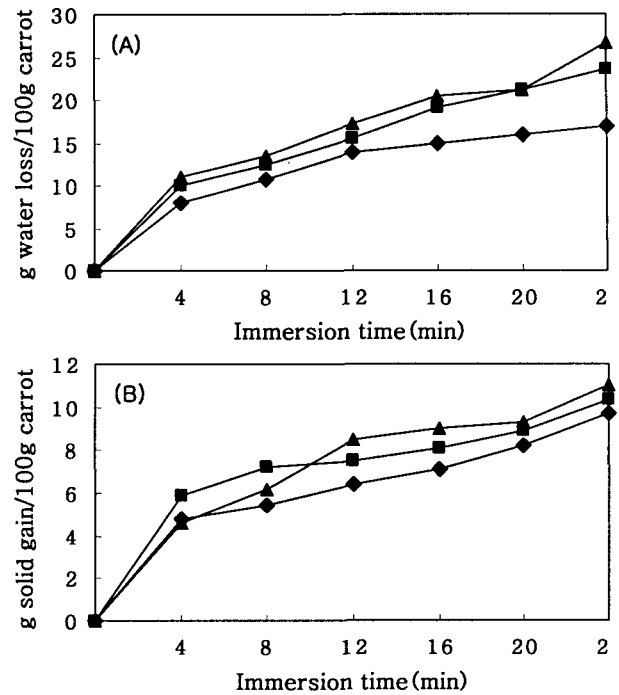 (A)
g water loss/100g carrot
30
25
20
15
10
5
0
4 8 12 16 20 2
Immersion time(min)
(B)
g solid gain/100g carrot
12
10
8
6
4
2
0
4 8 12 16 20 2
Immersion time(min)